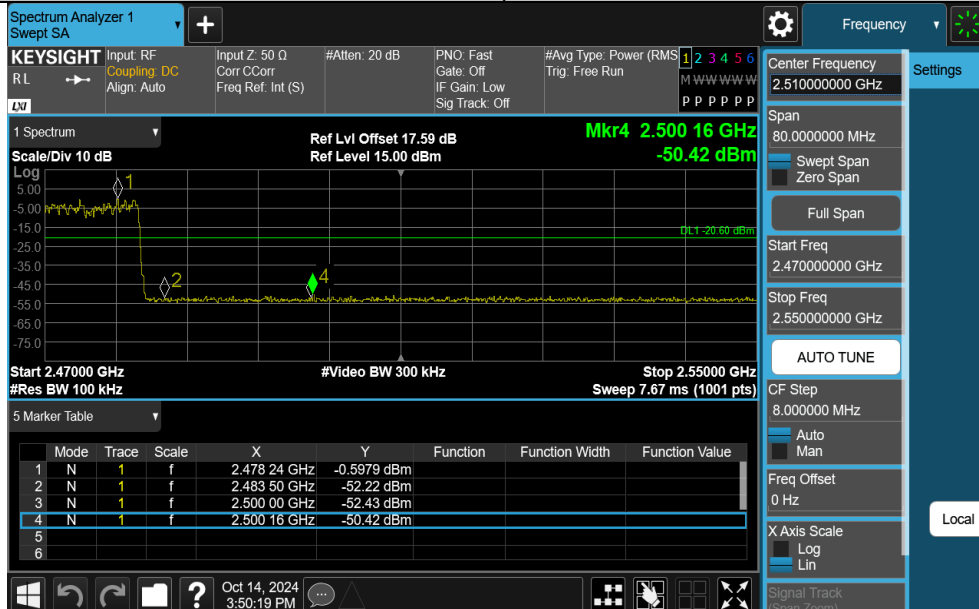 Spectrum Analyzer 1
Swept SA
+
Frequency
KEYSIGHT
R L
LXI
Input: RF
Coupling: DC
Align: Auto
Input Z: 50 Ω
Corr CCorr
Freq Ref: Int (S)
#Atten: 20 dB
PNO: Fast
Gate: Off
IF Gain: Low
Sig Track: Off
#Avg Type: Power (RMS
Trig: Free Run
1 2 3 4 5 6
M W W W W W
P P P P P P
1 Spectrum
Scale/Div 10 dB
Ref Lvl Offset 17.59 dB
Ref Level 15.00 dBm
Mkr4 2.500 16 GHz
-50.42 dBm
Log
5.00
-5.00
-15.0
-25.0
-35.0
-45.0
-55.0
-65.0
-75.0
1
2
4
DL1 -20.60 dBm
Start 2.47000 GHz
#Video BW 300 kHz
Stop 2.55000 GHz
#Res BW 100 kHz
Sweep 7.67 ms (1001 pts)
5 Marker Table
Mode Trace Scale X Y Function Function Width Function Value
1 N 1 f 2.478 24 GHz -0.5979 dBm
2 N 1 f 2.483 50 GHz -52.22 dBm
3 N 1 f 2.500 00 GHz -52.43 dBm
4 N 1 f 2.500 16 GHz -50.42 dBm
5
6
?
Oct 14, 2024
3:50:19 PM
Center Frequency
2.510000000 GHz
Span
80.0000000 MHz
Swept Span
Zero Span
Full Span
Start Freq
2.470000000 GHz
Stop Freq
2.550000000 GHz
AUTO TUNE
CF Step
8.000000 MHz
Auto
Man
Freq Offset
0 Hz
X Axis Scale
Log
Lin
Signal Track
(Span Zoom)
Settings
Local